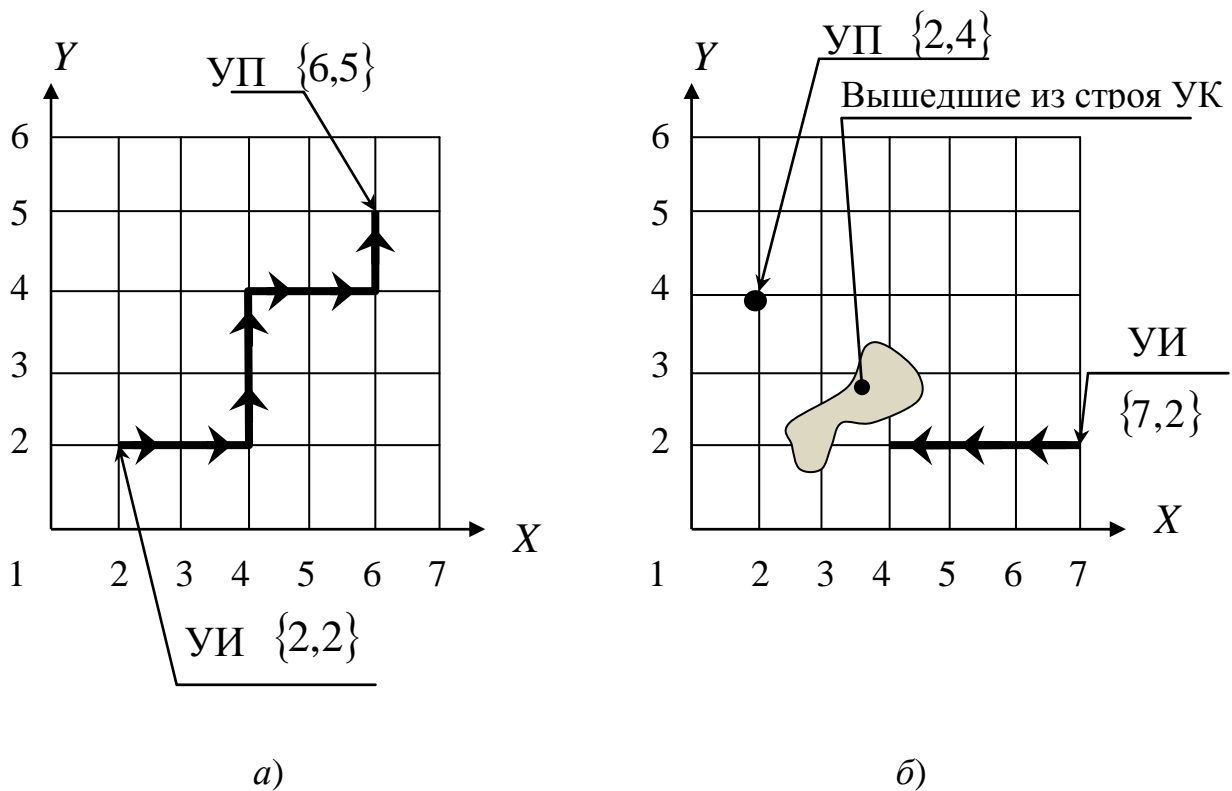 Y
УП {6,5}
6
5
4
3
2
X
1 2 3 4 5 6 7
УИ {2,2}
а)
УП {2,4}
Y
Вышедшие из строя УК
6
5
4
3
2
УИ
{7,2}
X
1 2 3 4 5 6 7
б)